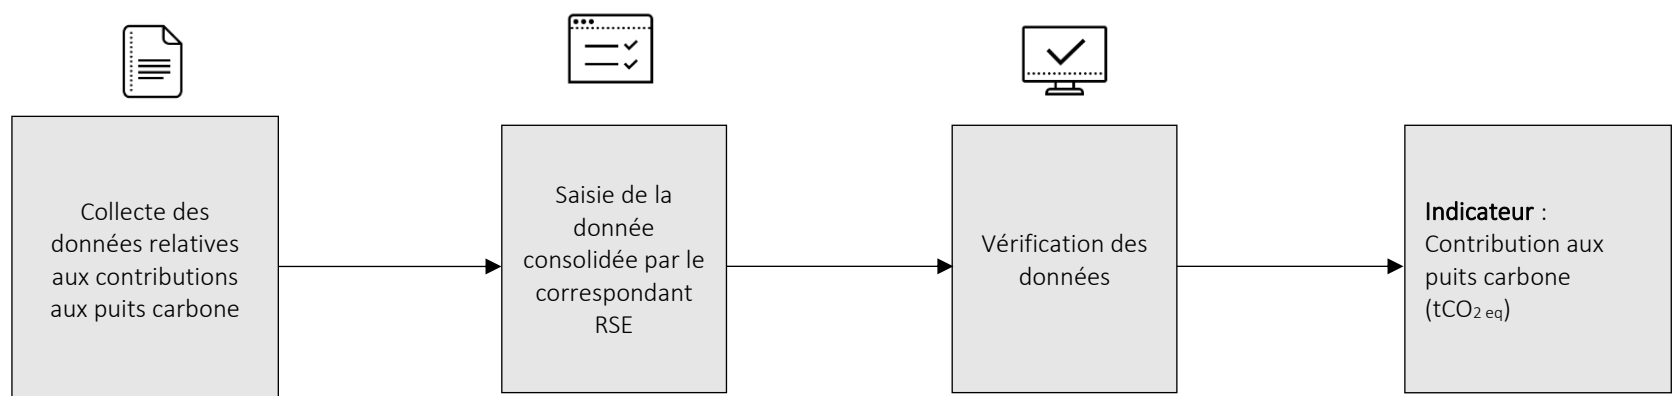 Collecte des
données relatives
aux contributions
aux puits carbone
Saisie de la
donnée
consolidée par le
correspondant
RSE
Vérification des
données
Indicateur :
Contribution aux
puits carbone
(tCO2 eq)